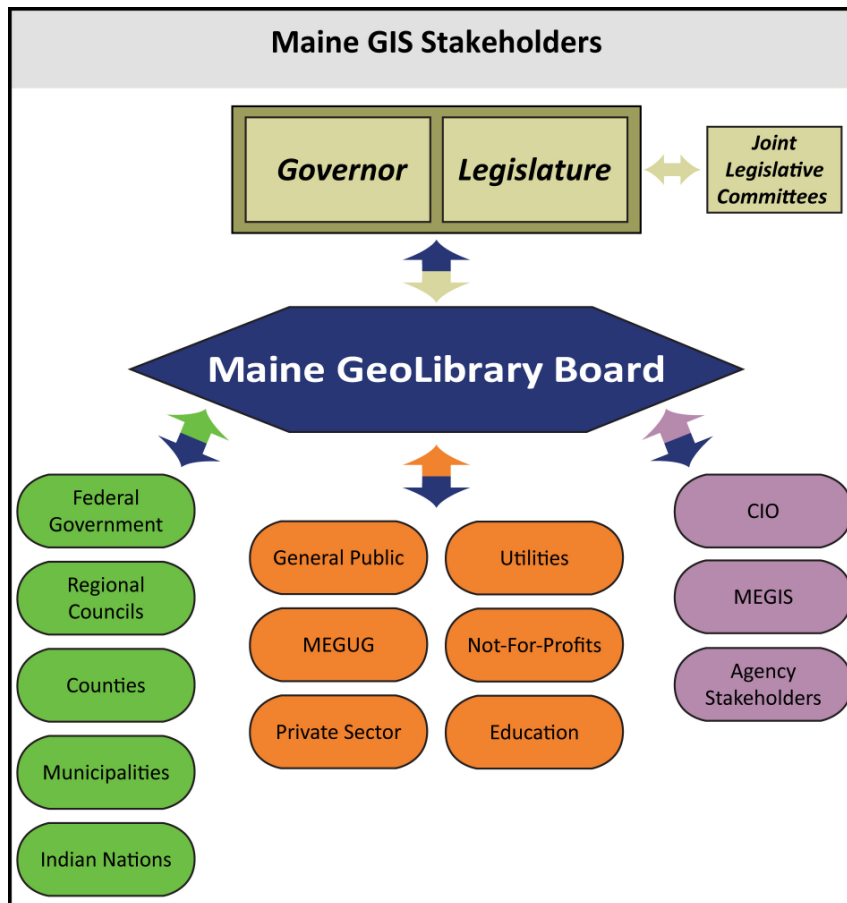 Maine GIS Stakeholders
Governor
Legislature
Joint
Legislative
Committees
Maine GeoLibrary Board
Federal
Government
Regional
Councils
Counties
Municipalities
Indian Nations
General Public
Utilities
MEGUG
Not-For-Profits
Private Sector
Education
CIO
MEGIS
Agency
Stakeholders